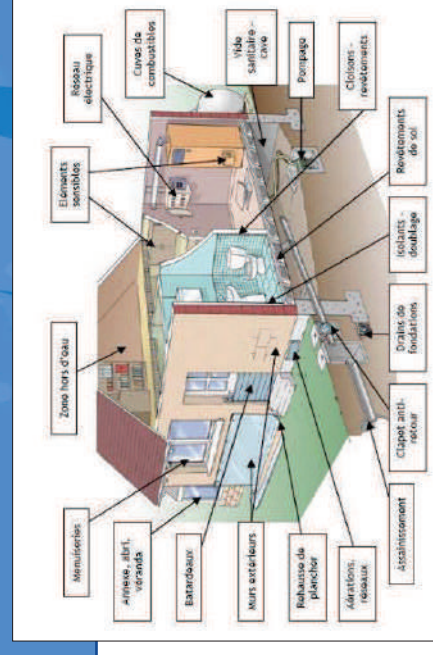 Zone hors d'eau
Eléments
sensibles
Réseau
électrique
Cuves de
combustibles
Menuiseries
Annexe, abri,
véranda
Batardeaux
Murs extérieurs
Rehausse de
plancher
Aérations,
réseaux
Assainissement
Clapet anti-
retour
Drains de
fondations
Isolants -
doublage
Revêtements
de sol
Cloisons -
revêtements
Pompage
Vide
sanitaire -
cave